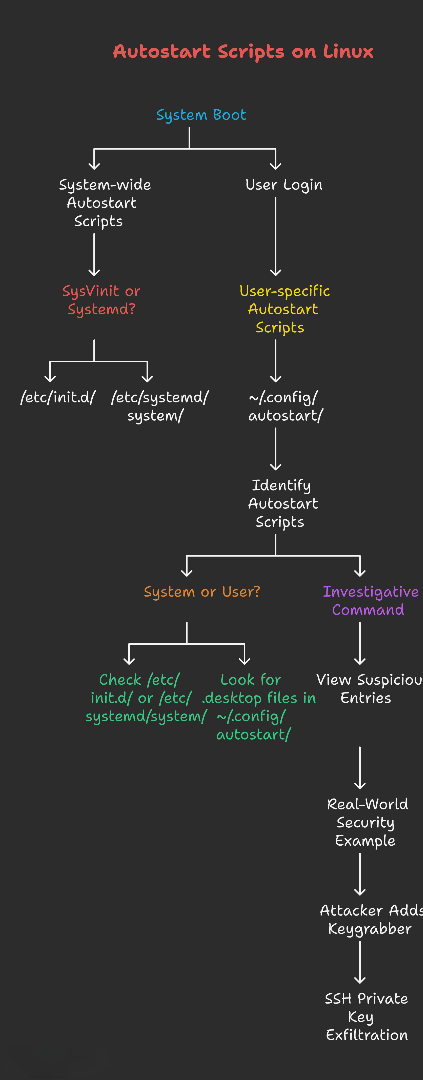 Autostart Scripts on Linux
System Boot
System-wide
Autostart
Scripts
User Login
SysVinit or
Systemd?
User-specific
Autostart
Scripts
/etc/init.d/
/etc/systemd/
system/
~/.config/
autostart/
Identify
Autostart
Scripts
System or User?
Investigative
Command
Check /etc/
init.d/ or /etc/
systemd/system/
Look for
.desktop files in
~/.config/
autostart/
View Suspicious
Entries
Real-World
Security
Example
Attacker Adds
Keygrabber
SSH Private
Key
Exfiltration